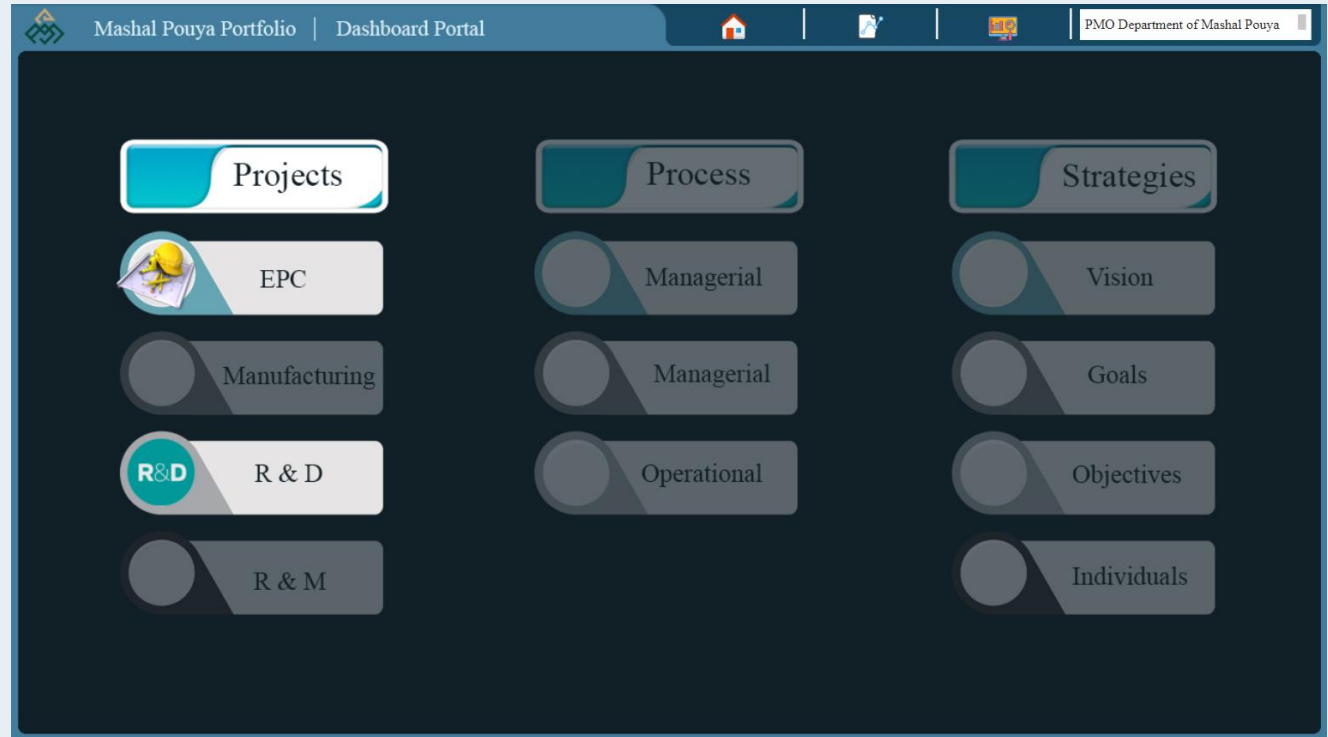 Mashal Pouya Portfolio | Dashboard Portal
PMO Department of Mashal Pouya
Projects
EPC
Manufacturing
R&D
R & D
R & M
Process
Managerial
Managerial
Operational
Strategies
Vision
Goals
Objectives
Individuals